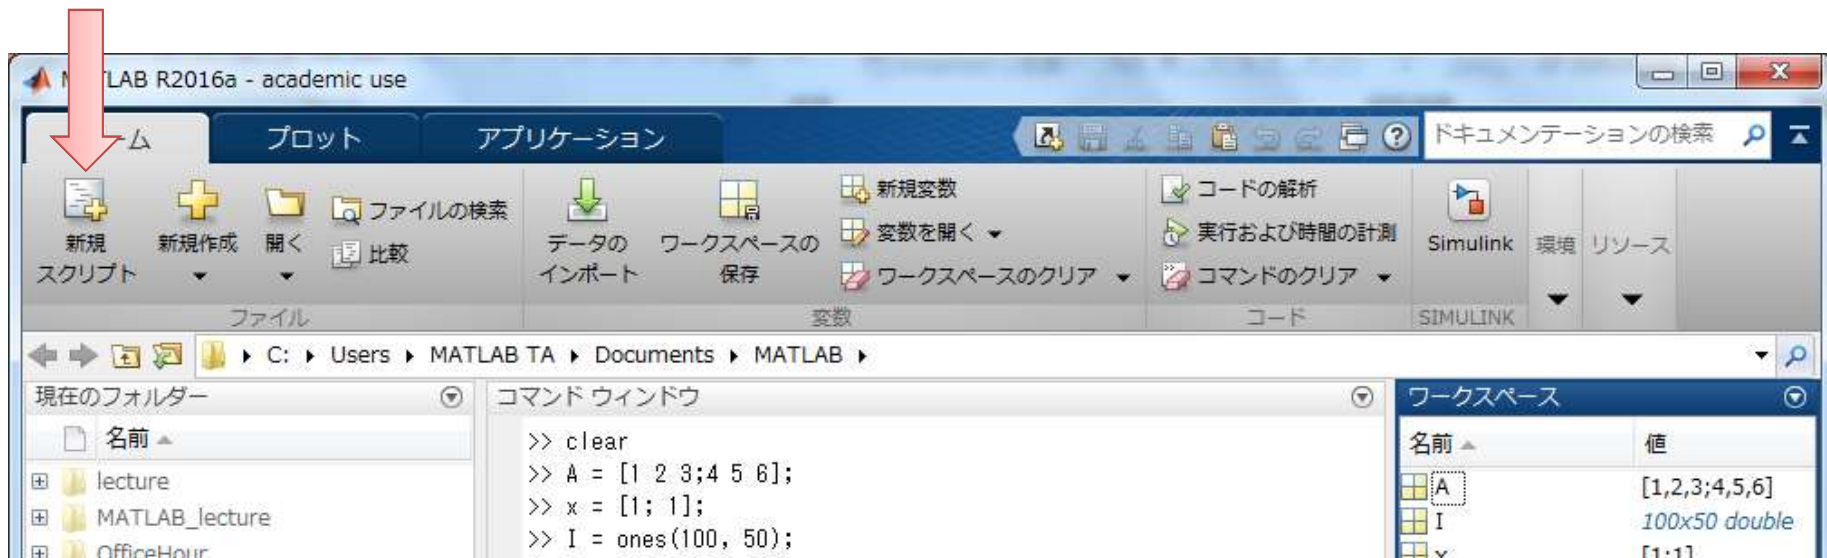 LAB R2016a - academic use
ーム プロット アプリケーション ドキュメンテーションの検索
新規
スクリプト
新規作成
開く
ファイルの検索
比較
データの
インポート
ワークスペースの
保存
新規変数
変数を開く
ワークスペースのクリア
コードの解析
実行および時間の計測
コマンドのクリア
Simulink
環境
リソース
ファイル 変数 コード SIMULINK
C: Users MATLAB TA Documents MATLAB
現在のフォルダー
名前
lecture
MATLAB_lecture
OfficeHour
コマンド ウィンドウ
>> clear
>> A = [1 2 3;4 5 6];
>> x = [1; 1];
>> I = ones(100, 50);
ワークスペース
名前 値
A [1,2,3;4,5,6]
I 100x50 double
x [1;1]